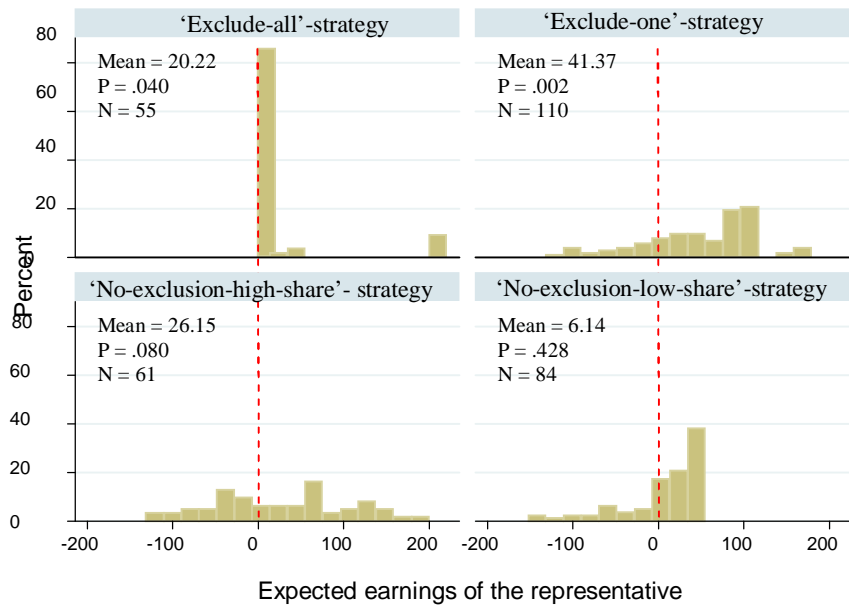 ‘Exclude-all’-strategy
Mean = 20.22
P = .040
N = 55
‘Exclude-one’-strategy
Mean = 41.37
P = .002
N = 110
80
60
40
20
0
Percent
‘No-exclusion-high-share’- strategy
Mean = 26.15
P = .080
N = 61
‘No-exclusion-low-share’-strategy
Mean = 6.14
P = .428
N = 84
80
60
40
20
0
-200 -100 0 100 200
-200 -100 0 100 200
Expected earnings of the representative